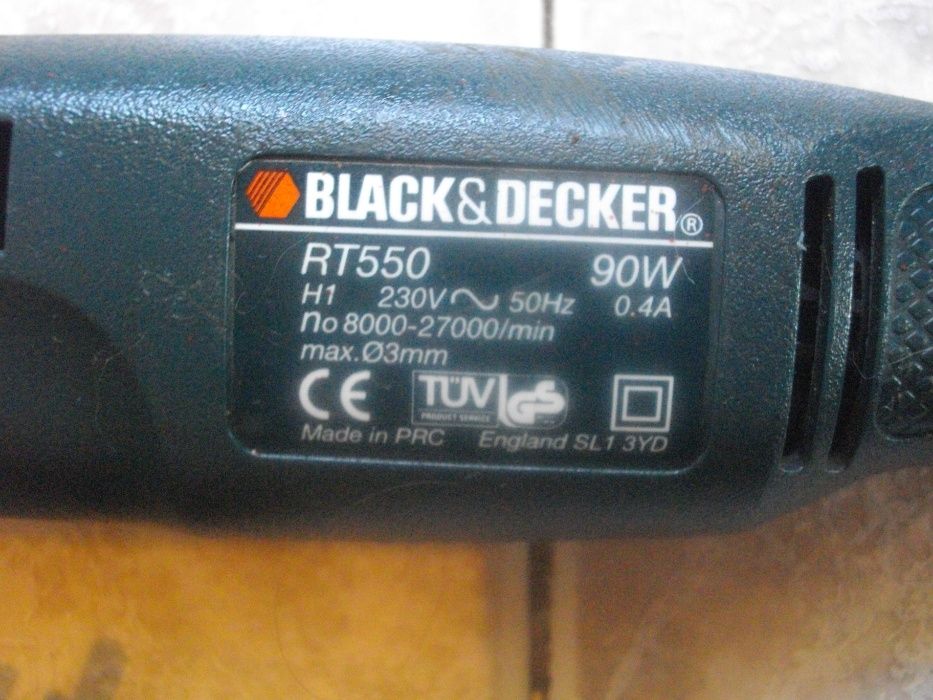 BLACK&DECKER®
RT550 90W
H1 230V~ 50Hz 0.4A
no 8000-27000/min
max.Ø3mm
CE TÜV PRODUCT SERVICE GS
Made in PRC England SL1 3YD